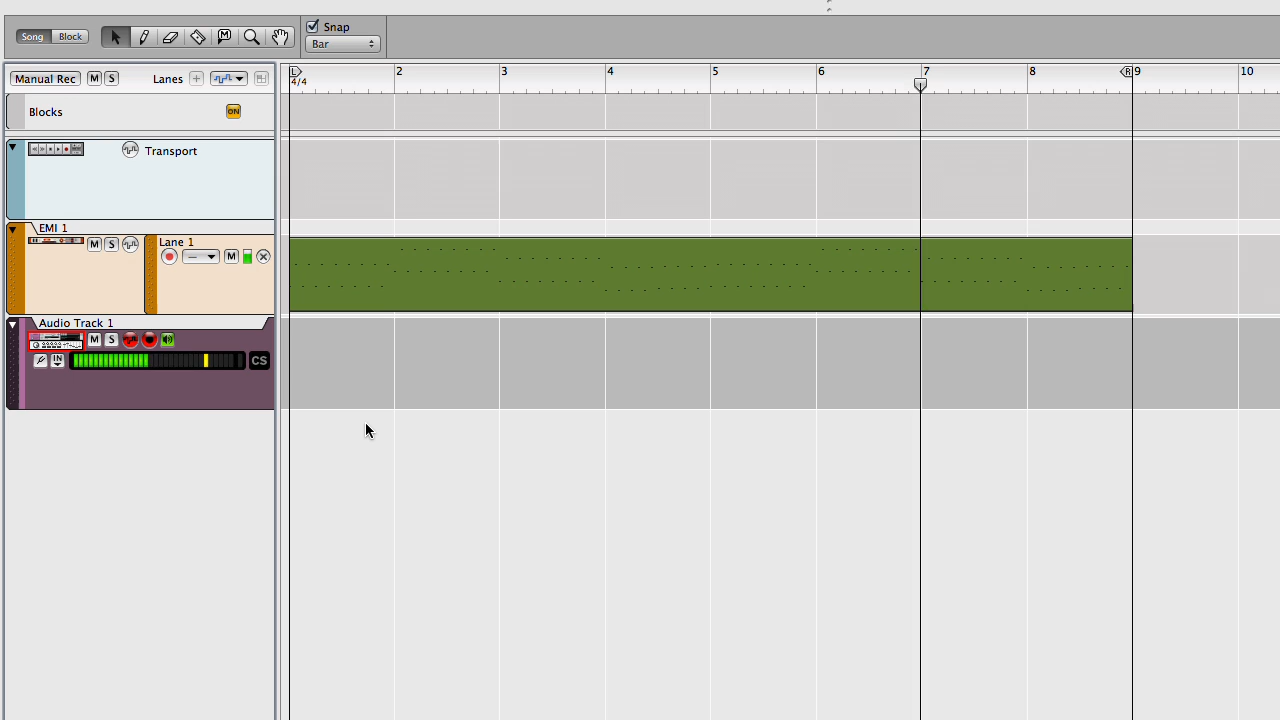 Song Block M Snap
Bar
Manual Rec M S Lanes
L 2 3 4 5 6 7 8 R 9 10
4/4
Blocks ON
Transport
EMI 1
M Lane 1
M
Audio Track 1
M S
IN CS